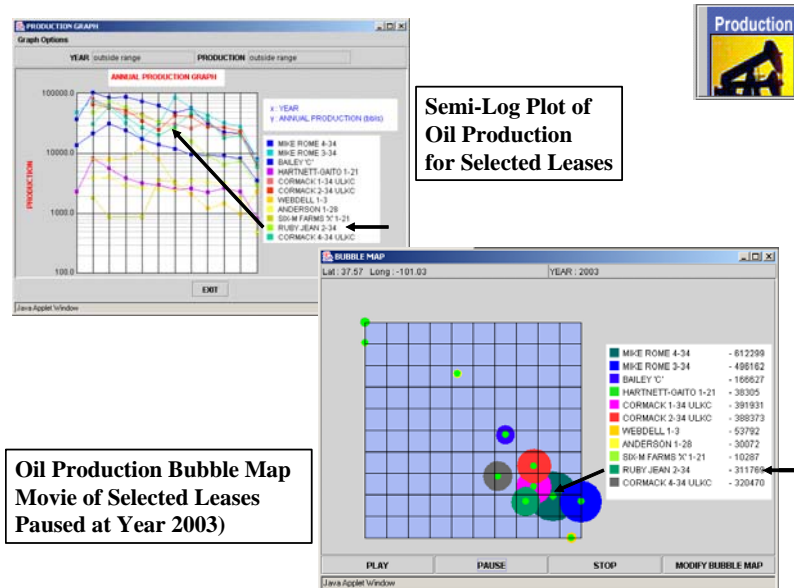 PRODUCTION GRAPH
Graph Options
YEAR outside range PRODUCTION outside range
ANNUAL PRODUCTION GRAPH
100000.0
10000.0
1000.0
100.0
PRODUCTION
x : YEAR
y : ANNUAL PRODUCTION (bbls)
MIKE ROME 4-34
MIKE ROME 3-34
BAILEY 'C'
HARTNETT-GAITO 1-21
CORMACK 1-34 ULKC
CORMACK 2-34 ULKC
WEBDELL 1-3
ANDERSON 1-28
SIX-M FARMS 'X' 1-21
RUBY JEAN 2-34
CORMACK 4-34 ULKC
EXIT
Java Applet Window
Semi-Log Plot of
Oil Production
for Selected Leases
Production
BUBBLE MAP
Lat : 37.57 Long : -101.03 YEAR : 2003
MIKE ROME 4-34 - 612299
MIKE ROME 3-34 - 496162
BAILEY 'C' - 166627
HARTNETT-GAITO 1-21 - 38305
CORMACK 1-34 ULKC - 391931
CORMACK 2-34 ULKC - 388373
WEBDELL 1-3 - 53792
ANDERSON 1-28 - 30072
SIX-M FARMS 'X' 1-21 - 10287
RUBY JEAN 2-34 - 311769
CORMACK 4-34 ULKC - 320470
PLAY PAUSE STOP MODIFY BUBBLE MAP
Java Applet Window
Oil Production Bubble Map
Movie of Selected Leases
Paused at Year 2003)